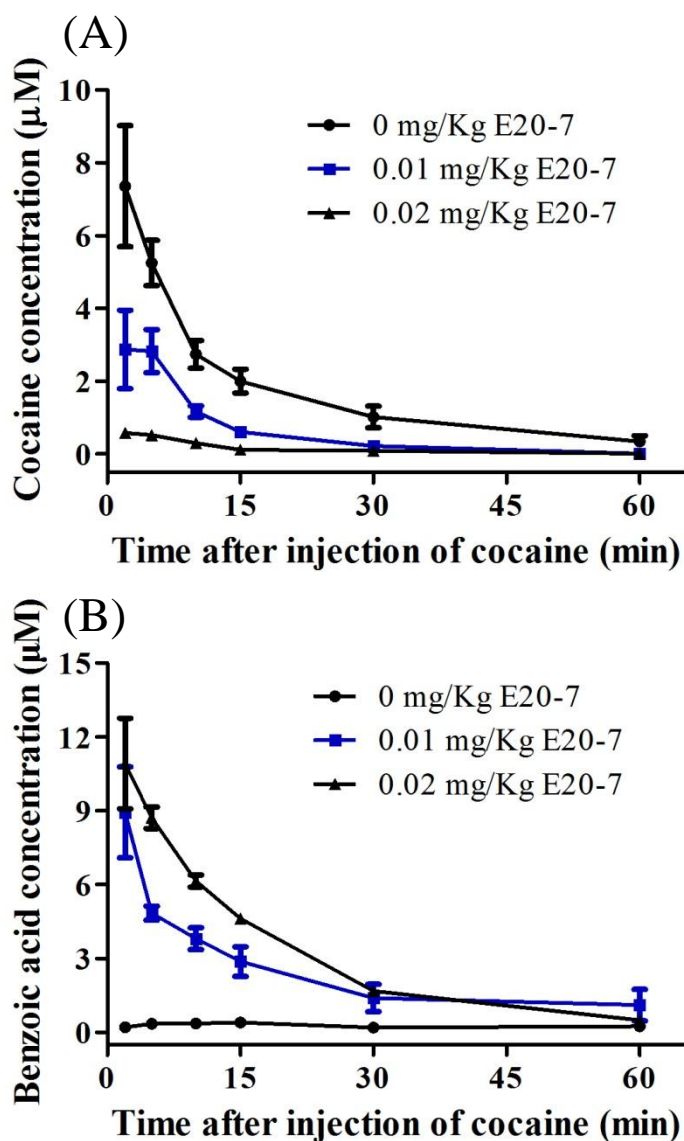 (A)
Cocaine concentration (µM)
10
8
6
4
2
0
0 mg/Kg E20-7
0.01 mg/Kg E20-7
0.02 mg/Kg E20-7
0 15 30 45 60
Time after injection of cocaine (min)
(B)
Benzoic acid concentration (µM)
15
12
9
6
3
0
0 mg/Kg E20-7
0.01 mg/Kg E20-7
0.02 mg/Kg E20-7
0 15 30 45 60
Time after injection of cocaine (min)